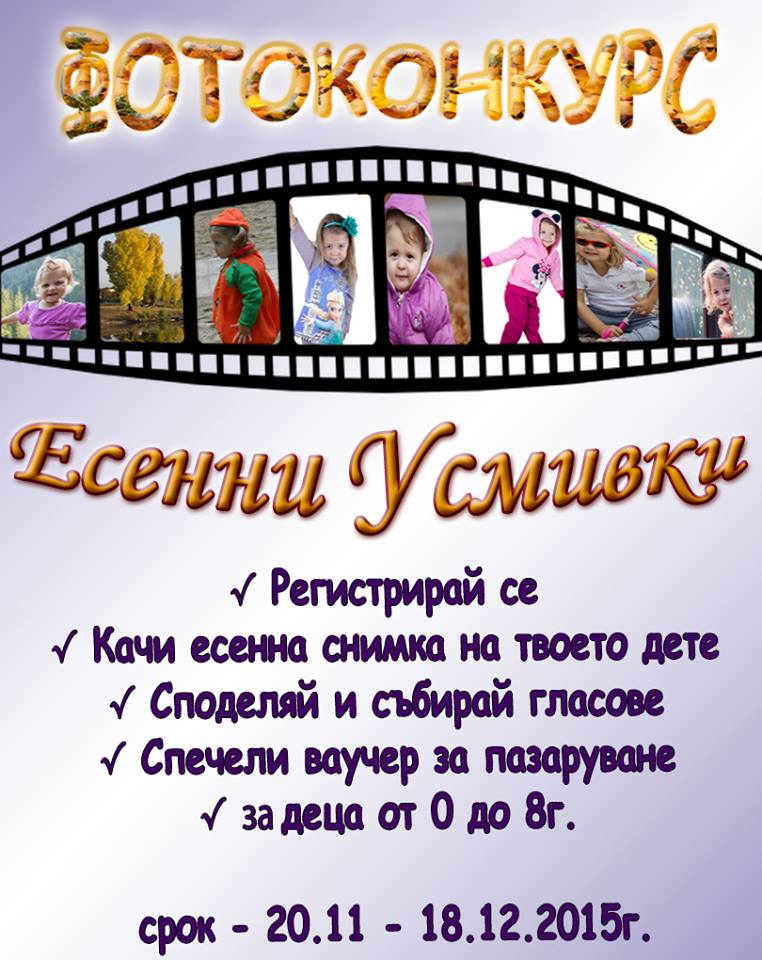 ФОТОКОНКУРС
Есенни Усмивки
√ Регистрирай се
√ Качи есенна снимка на твоето дете
√ Споделяй и събирай гласове
√ Спечели ваучер за пазаруване
√ за деца от 0 до 8г.
срок - 20.11 - 18.12.2015г.